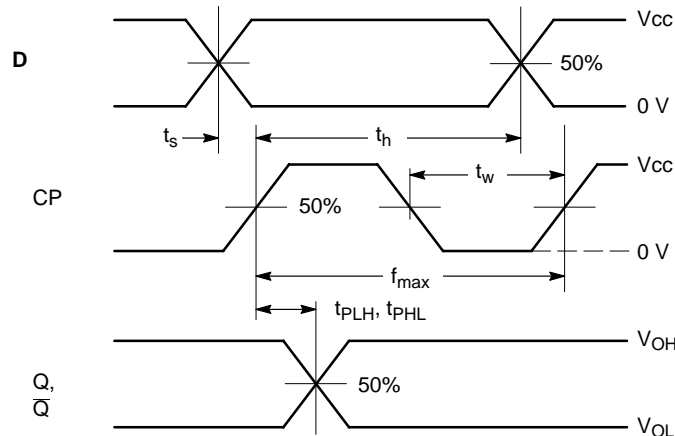 Vcc
D
50%
0 V
ts
th
Vcc
tw
CP
50%
0 V
fmax
tPLH, tPHL
VOH
Q,
Q̅
50%
VOL